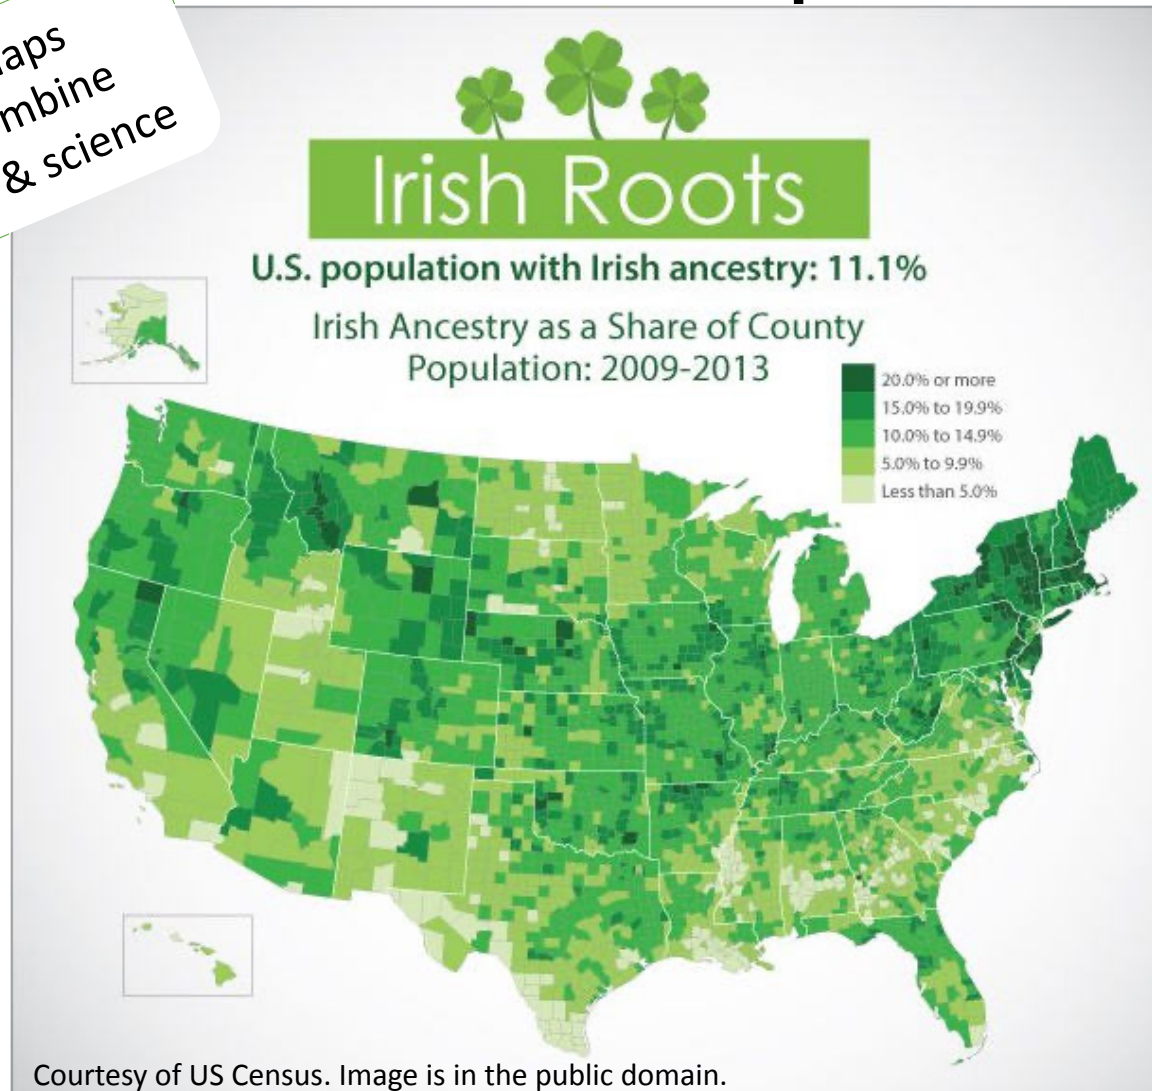 mbine
& science
Irish Roots
U.S. population with Irish ancestry: 11.1%
Irish Ancestry as a Share of County
Population: 2009-2013
20.0% or more
15.0% to 19.9%
10.0% to 14.9%
5.0% to 9.9%
Less than 5.0%
Courtesy of US Census. Image is in the public domain.